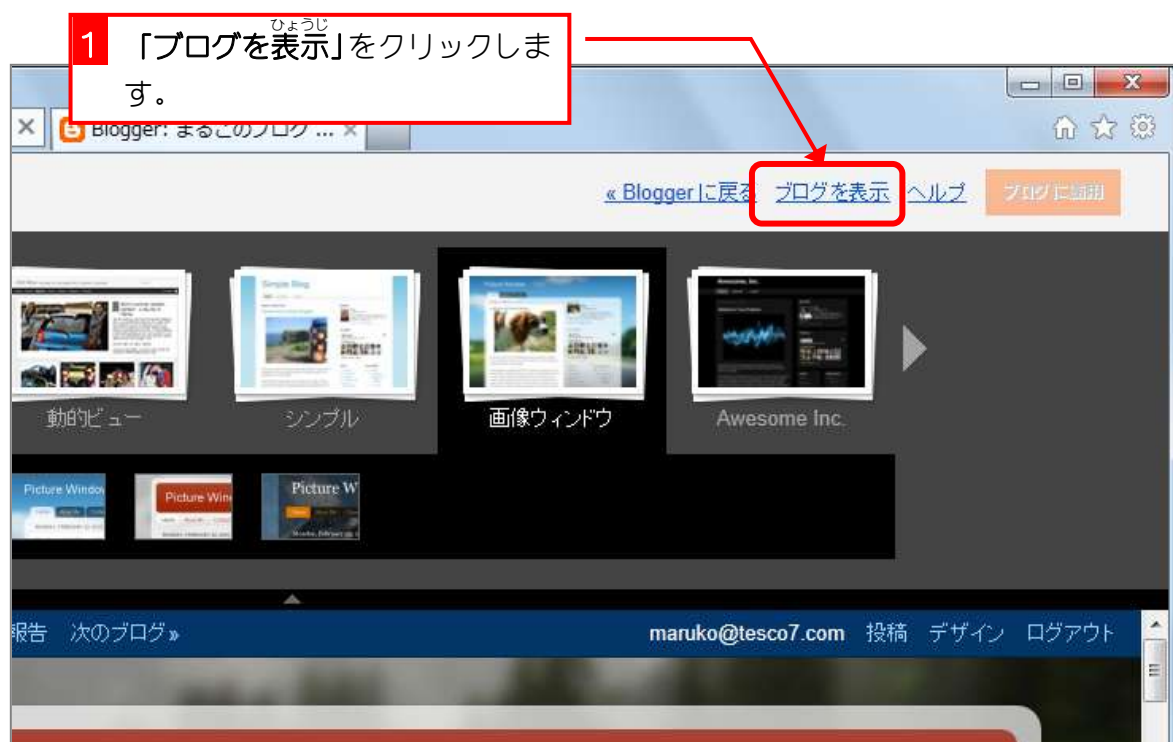 ひょうじ
1 「ブログを表示」をクリックしま
す。
Blogger: まるこのブログ ...
« Bloggerに戻る ブログを表示 ヘルプ ブログに適用
動的ビュー シンプル 画像ウィンドウ Awesome Inc.
Picture Window Picture Win Picture W
報告 次のブログ» maruko@tesco7.com 投稿 デザイン ログアウト